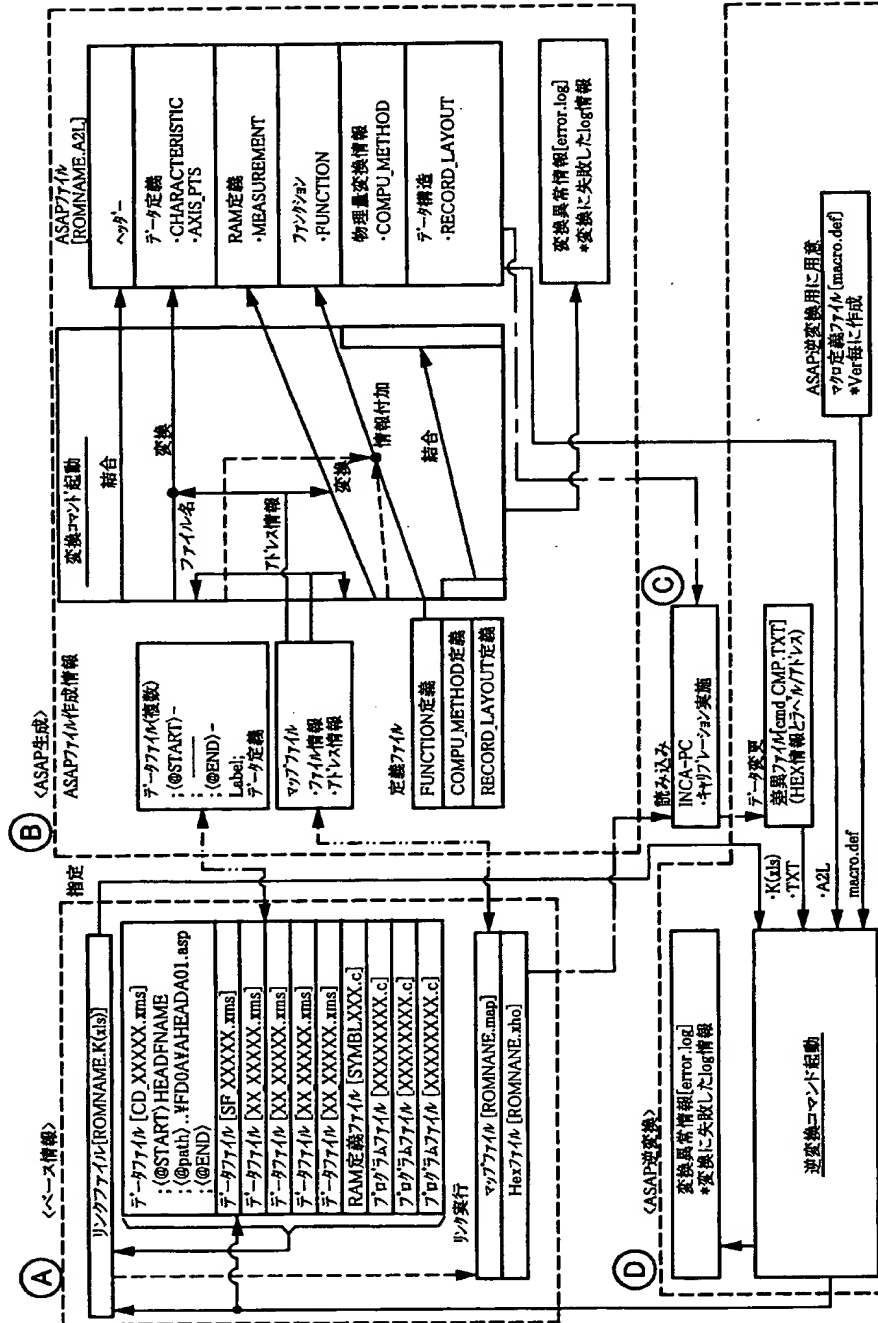 A
〈ベース情報〉
リンクファイル[ROMNAME.K(xls)]
データファイル [CD_XXXXX.xms]
;(@START) HEADFNAME
;(@path) ..¥FD0A¥AHEADA01.asp
;(@END)
データファイル [SF XXXXX.xms]
データファイル [XX XXXXX.xms]
データファイル [XX XXXXX.xms]
データファイル [XX XXXXX.xms]
データファイル [XX XXXXX.xms]
RAM定義ファイル [SYMBLXXX.c]
プログラムファイル [XXXXXXXX.c]
プログラムファイル [XXXXXXXX.c]
プログラムファイル [XXXXXXXX.c]
リンク実行
マップファイル [ROMNANE.map]
Hexファイル [ROMNANE.xho]
指定
B
〈ASAP生成〉
ASAPファイル作成情報
データファイル(複数)
;(@START)~
;(@END)~
Label;
データ定義
マップファイル
・ファイル情報
・アドレス情報
定義ファイル
FUNCTION定義
COMPU_METHOD定義
RECORD_LAYOUT定義
変換コマンド起動
結合
変換
ファイル名
アドレス情報
変換
情報付加
結合
ASAPファイル
[ROMNAME.A2L]
ヘッダー
データ定義
・CHARACTERISTIC
・AXIS_PTS
RAM定義
・MEASUREMENT
ファンクション
・FUNCTION
物理量変換情報
・COMPU_METHOD
データ構造
・RECORD_LAYOUT
変換異常情報[error.log]
*変換に失敗したlog情報
C
読み込み
INCA-PC
・キャリブレーション実施
データ変更
差異ファイル[cmd_CMP.TXT]
(HEX情報とラベル/アドレス)
D
〈ASAP逆変換〉
変換異常情報[error.log]
*変換に失敗したlog情報
逆変換コマンド起動
・K(xls)
・TXT
・A2L
macro.def
ASAP逆変換用に用意
マクロ定義ファイル[macro.def]
*Ver毎に作成